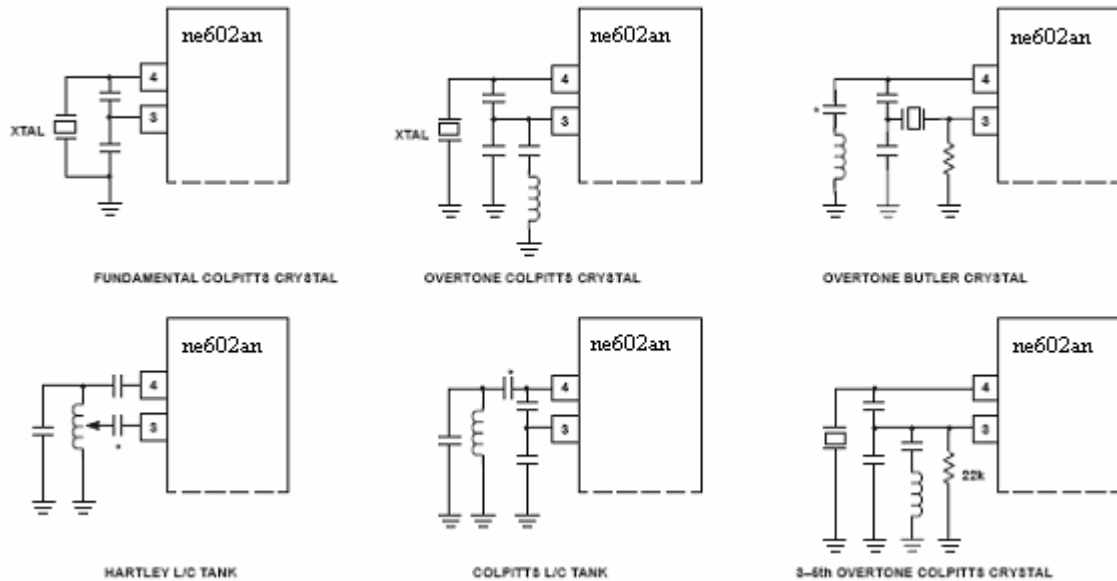 ne602an
4
3
XTAL
FUNDAMENTAL COLPITTS CRYSTAL
ne602an
4
3
XTAL
OVERTONE COLPITTS CRYSTAL
ne602an
4
3
*
OVERTONE BUTLER CRYSTAL
ne602an
4
3
*
HARTLEY L/C TANK
ne602an
*
4
3
COLPITTS L/C TANK
ne602an
4
3
22k
3–5th OVERTONE COLPITTS CRYSTAL